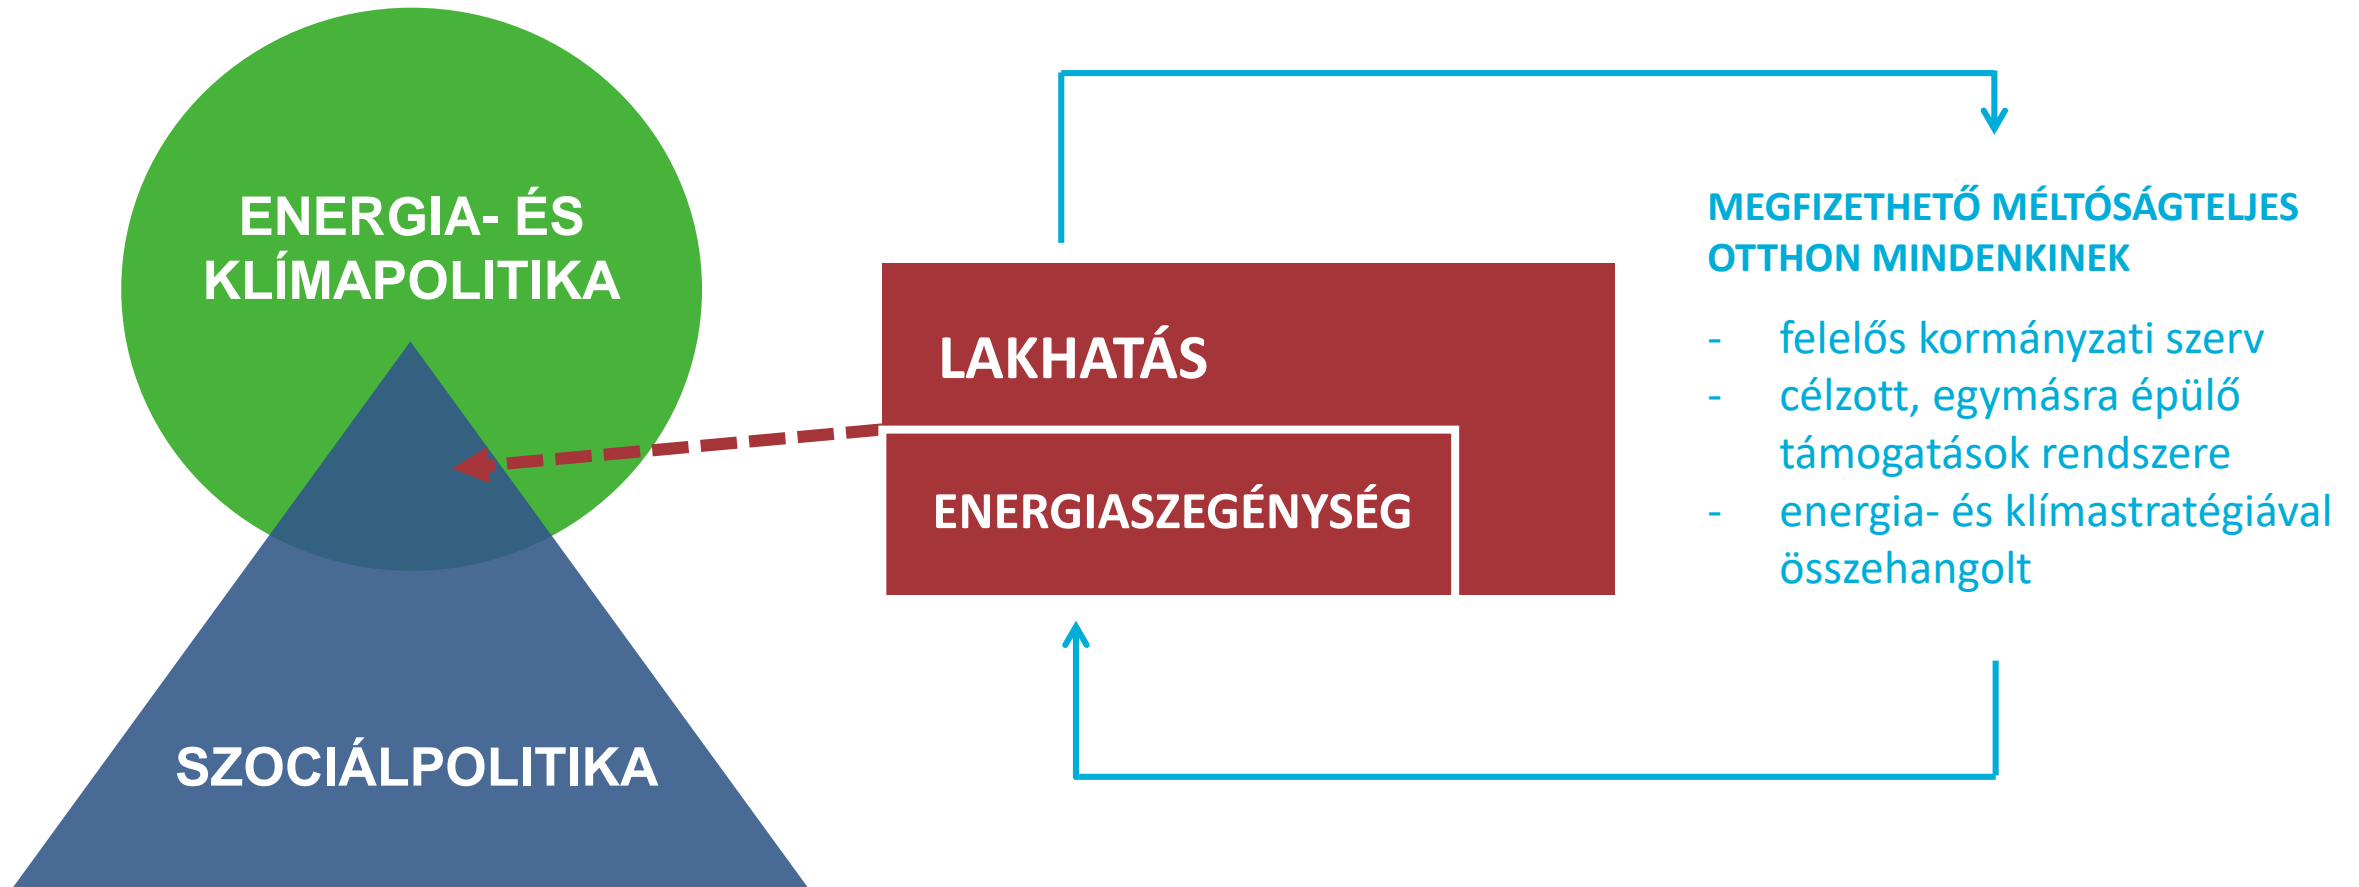 ENERGIA- ÉS
KLÍMAPOLITIKA
SZOCIÁLPOLITIKA
LAKHATÁS
ENERGIASZEGÉNYSÉG
MEGFIZETHETŐ MÉLTÓSÁGTELJES
OTTHON MINDENKINEK
- felelős kormányzati szerv
- célzott, egymásra épülő
támogatások rendszere
- energia- és klímastratégiával
összehangolt